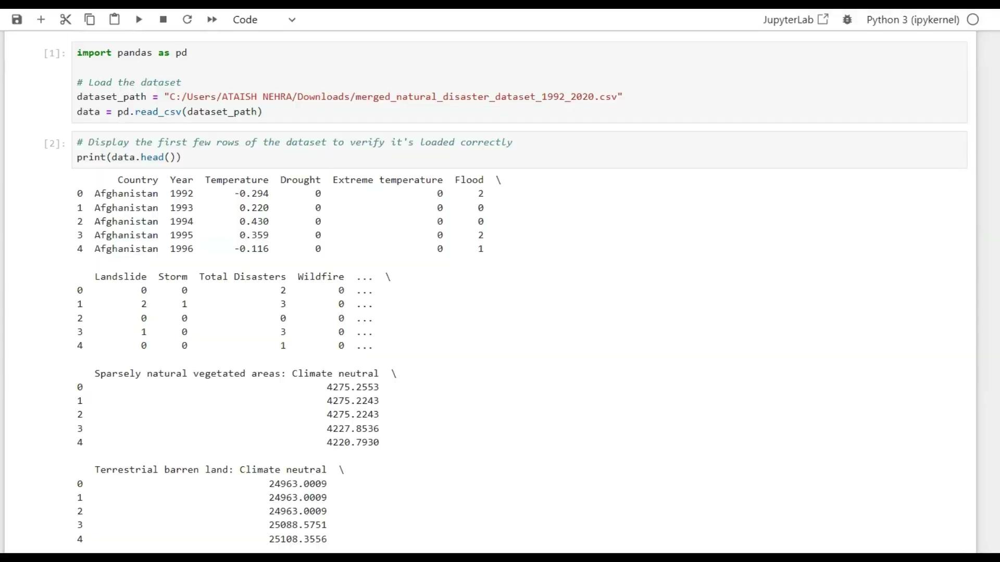 Code
JupyterLab
Python 3 (ipykernel)
[1]:
import pandas as pd
# Load the dataset
dataset_path = "C:/Users/ATAISH NEHRA/Downloads/merged_natural_disaster_dataset_1992_2020.csv"
data = pd.read_csv(dataset_path)
[2]:
# Display the first few rows of the dataset to verify it's loaded correctly
print(data.head())
Country Year Temperature Drought Extreme temperature Flood \
0 Afghanistan 1992 -0.294 0 0 2
1 Afghanistan 1993 0.220 0 0 0
2 Afghanistan 1994 0.430 0 0 0
3 Afghanistan 1995 0.359 0 0 2
4 Afghanistan 1996 -0.116 0 0 1
Landslide Storm Total Disasters Wildfire ... \
0 0 0 2 0 ...
1 2 1 3 0 ...
2 0 0 0 0 ...
3 1 0 3 0 ...
4 0 0 1 0 ...
Sparsely natural vegetated areas: Climate neutral \
0 4275.2553
1 4275.2243
2 4275.2243
3 4227.8536
4 4220.7930
Terrestrial barren land: Climate neutral \
0 24963.0009
1 24963.0009
2 24963.0009
3 25088.5751
4 25108.3556